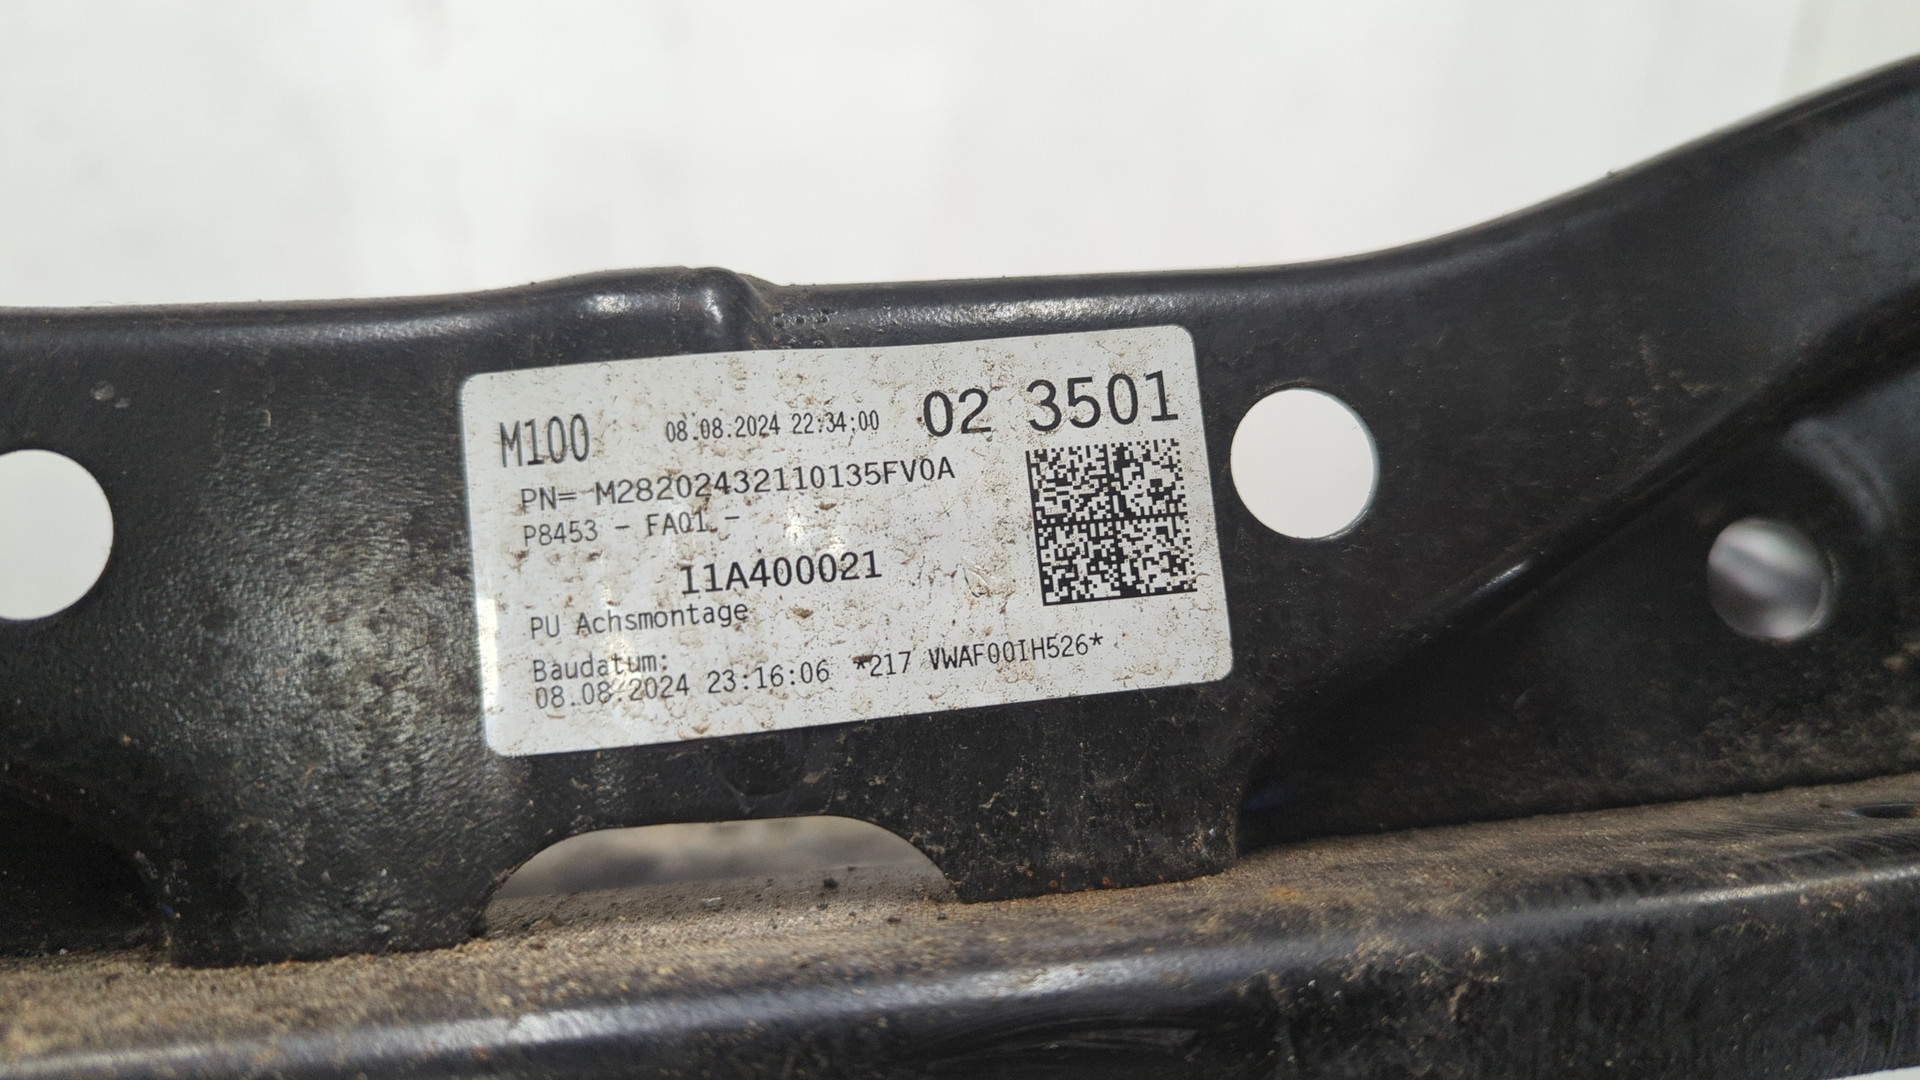 M100 08.08.2024 22:34:00 02 3501
PN= M28202432110135FV0A
P8453 - FA01 -
11A400021
PU Achsmontage
Baudatum:
08.08.2024 23:16:06 *217 VWAF00IH526*